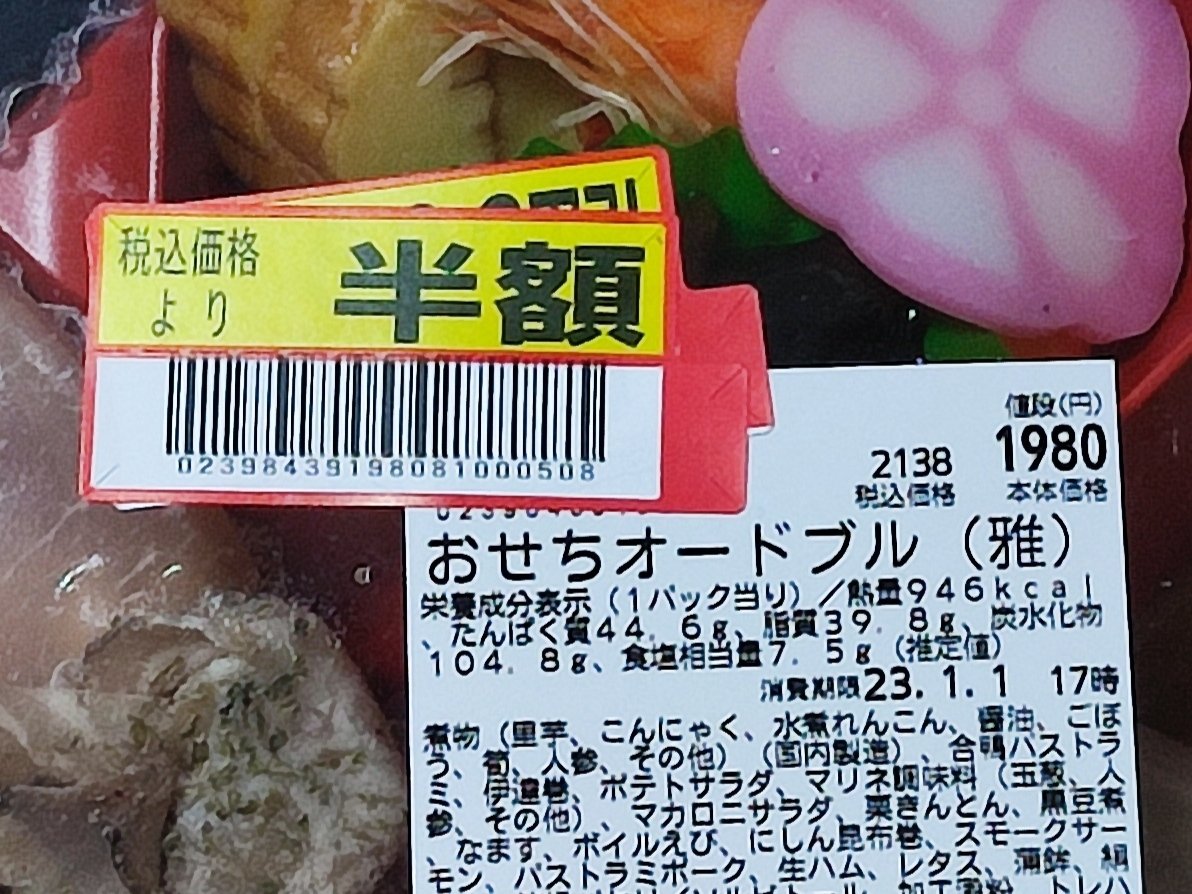 税込価格
より
半額
02398439198081000508
値段(円)
2138
1980
税込価格
本体価格
おせちオードブル（雅）
栄養成分表示（1パック当り）／熱量946kcal
、たんぱく質44.6g、脂質39.8g、炭水化物
104.8g、食塩相当量7.5g（推定値）
消費期限23.1.1 17時
煮物（里芋、こんにゃく、水煮れんこん、醤油、ごぼ
う、筍、人参、その他）（国内製造）、合鴨パストラ
ミ、伊達巻、ポテトサラダ、マリネ調味料（玉葱、人
参、その他）、マカロニサラダ、栗きんとん、黒豆煮
、なます、ボイルえび、にしん昆布巻、スモークサー
モン、パストラミポーク、生ハム、レタス、蒲鉾、絹